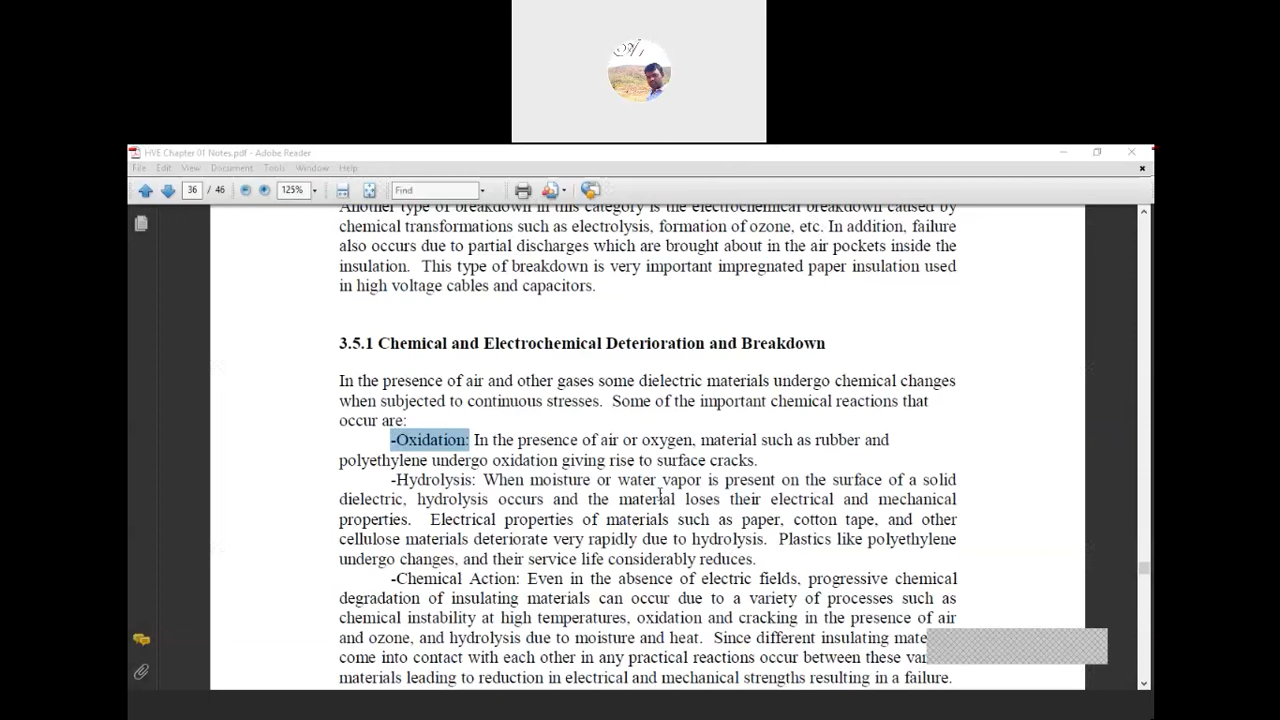 HVE Chapter 01 Notes.pdf - Adobe Reader
File Edit View Document Tools Window Help
36 / 46 125% Find
Another type of breakdown in this category is the electrochemical breakdown caused by
chemical transformations such as electrolysis, formation of ozone, etc. In addition, failure
also occurs due to partial discharges which are brought about in the air pockets inside the
insulation. This type of breakdown is very important impregnated paper insulation used
in high voltage cables and capacitors.
3.5.1 Chemical and Electrochemical Deterioration and Breakdown
In the presence of air and other gases some dielectric materials undergo chemical changes
when subjected to continuous stresses. Some of the important chemical reactions that
occur are:
-Oxidation: In the presence of air or oxygen, material such as rubber and
polyethylene undergo oxidation giving rise to surface cracks.
-Hydrolysis: When moisture or water vapor is present on the surface of a solid
dielectric, hydrolysis occurs and the material loses their electrical and mechanical
properties. Electrical properties of materials such as paper, cotton tape, and other
cellulose materials deteriorate very rapidly due to hydrolysis. Plastics like polyethylene
undergo changes, and their service life considerably reduces.
-Chemical Action: Even in the absence of electric fields, progressive chemical
degradation of insulating materials can occur due to a variety of processes such as
chemical instability at high temperatures, oxidation and cracking in the presence of air
and ozone, and hydrolysis due to moisture and heat. Since different insulating mate
come into contact with each other in any practical reactions occur between these var
materials leading to reduction in electrical and mechanical strengths resulting in a failure.